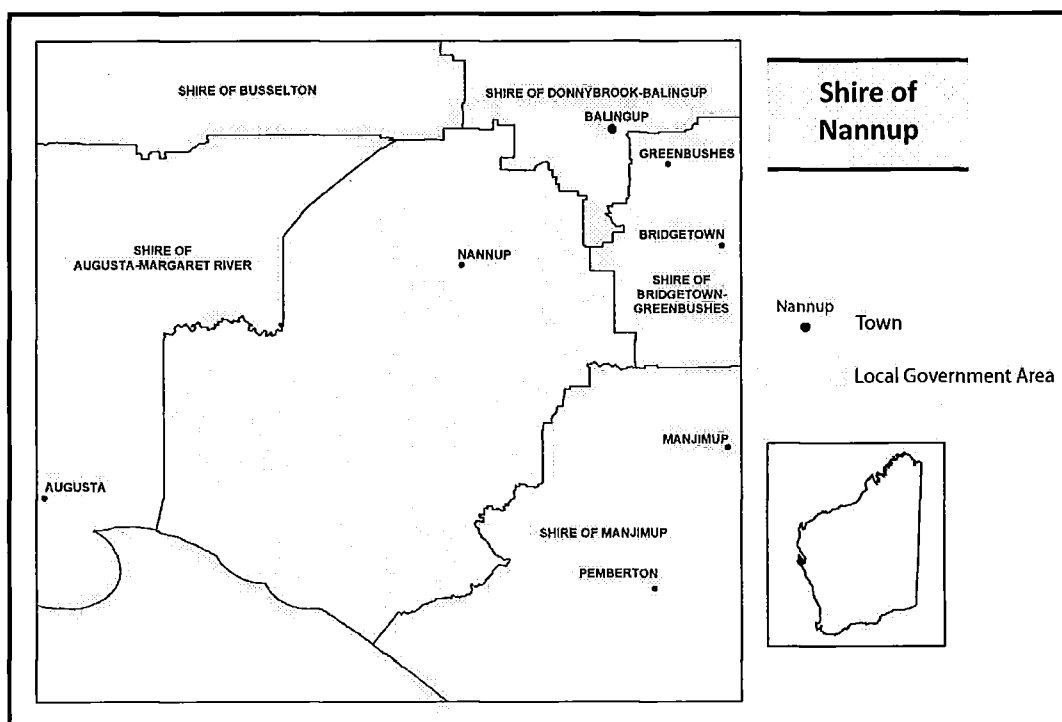 SHIRE OF BUSSELTON
SHIRE OF DONNYBROOK-BALINGUP
BALINGUP
GREENBUSHES
SHIRE OF
AUGUSTA-MARGARET RIVER
NANNUP
BRIDGETOWN
SHIRE OF
BRIDGETOWN-
GREENBUSHES
MANJIMUP
AUGUSTA
SHIRE OF MANJIMUP
PEMBERTON
Shire of
Nannup
Nannup
Town
Local Government Area